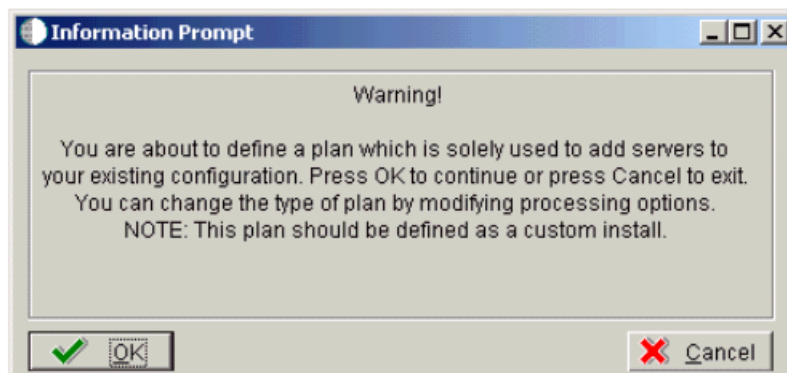 Information Prompt
Warning!
You are about to define a plan which is solely used to add servers to
your existing configuration. Press OK to continue or press Cancel to exit.
You can change the type of plan by modifying processing options.
NOTE: This plan should be defined as a custom install.
OK
Cancel